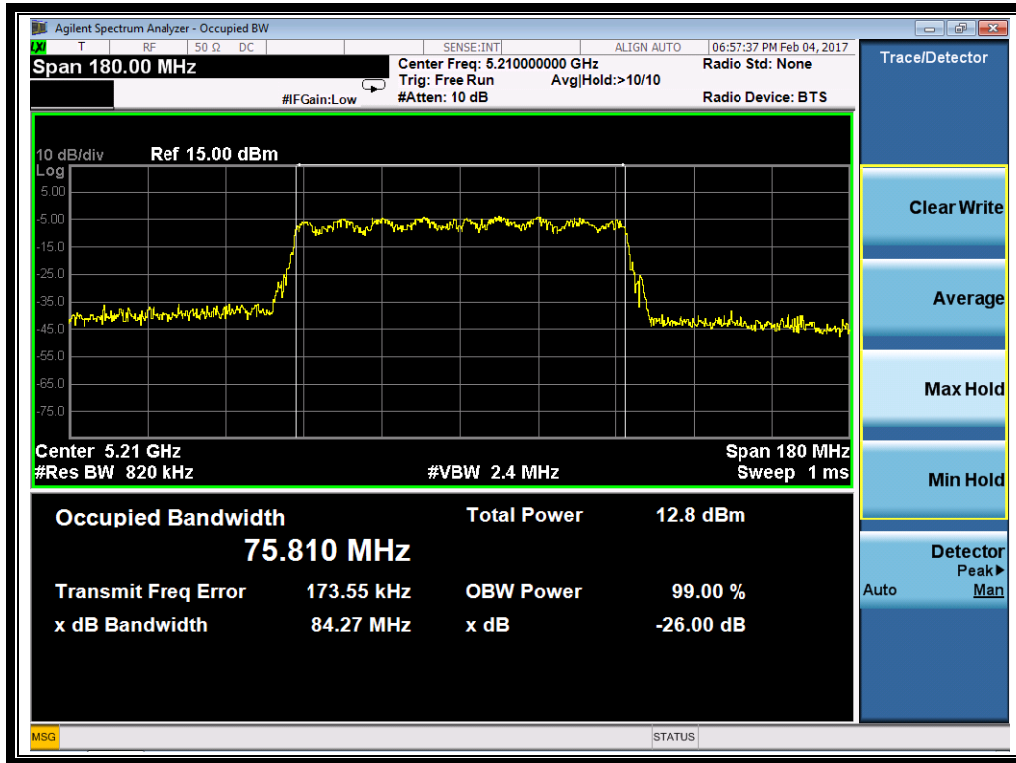 Agilent Spectrum Analyzer - Occupied BW
LXI T RF 50 Ω DC SENSE:INT ALIGN AUTO 06:57:37 PM Feb 04, 2017
Span 180.00 MHz
Center Freq: 5.210000000 GHz
Radio Std: None
Trig: Free Run Avg|Hold:>10/10
#IFGain:Low
#Atten: 10 dB
Radio Device: BTS
10 dB/div Ref 15.00 dBm
Log
5.00
-5.00
-15.0
-25.0
-35.0
-45.0
-55.0
-65.0
-75.0
Center 5.21 GHz
Span 180 MHz
#Res BW 820 kHz
#VBW 2.4 MHz
Sweep 1 ms
Occupied Bandwidth
75.810 MHz
Total Power 12.8 dBm
Transmit Freq Error 173.55 kHz
OBW Power 99.00 %
x dB Bandwidth 84.27 MHz
x dB -26.00 dB
Trace/Detector
Clear Write
Average
Max Hold
Min Hold
Detector
Peak▶
Auto Man
MSG
STATUS